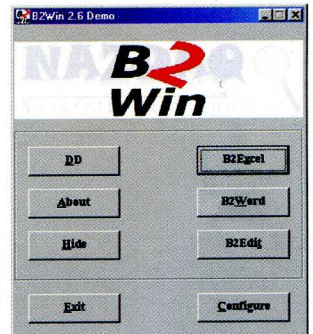 B2Win 2.6 Demo
B2
Win
DD
B2Excel
About
B2Word
Hide
B2Edit
Exit
Configure